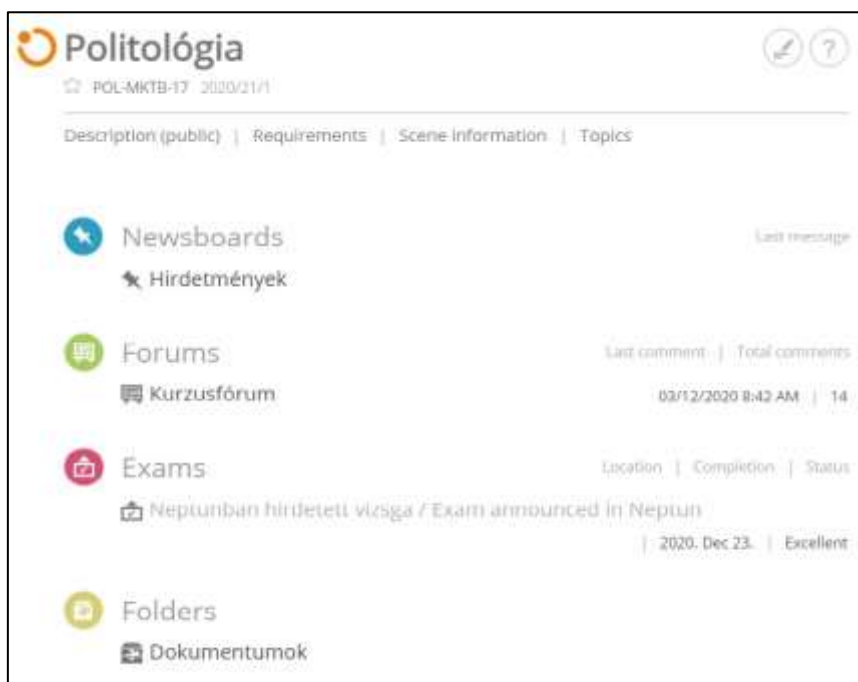 Politológia
POL-MKTB-17 2020/21/1
Description (public) | Requirements | Scene information | Topics
Newsboards Last message
Hirdetmények
Forums Last comment | Total comments
Kurzusfórum 03/12/2020 8:42 AM | 14
Exams Location | Completion | Status
Neptunban hirdetett vizsga / Exam announced in Neptun
| 2020. Dec 23. | Excellent
Folders
Dokumentumok